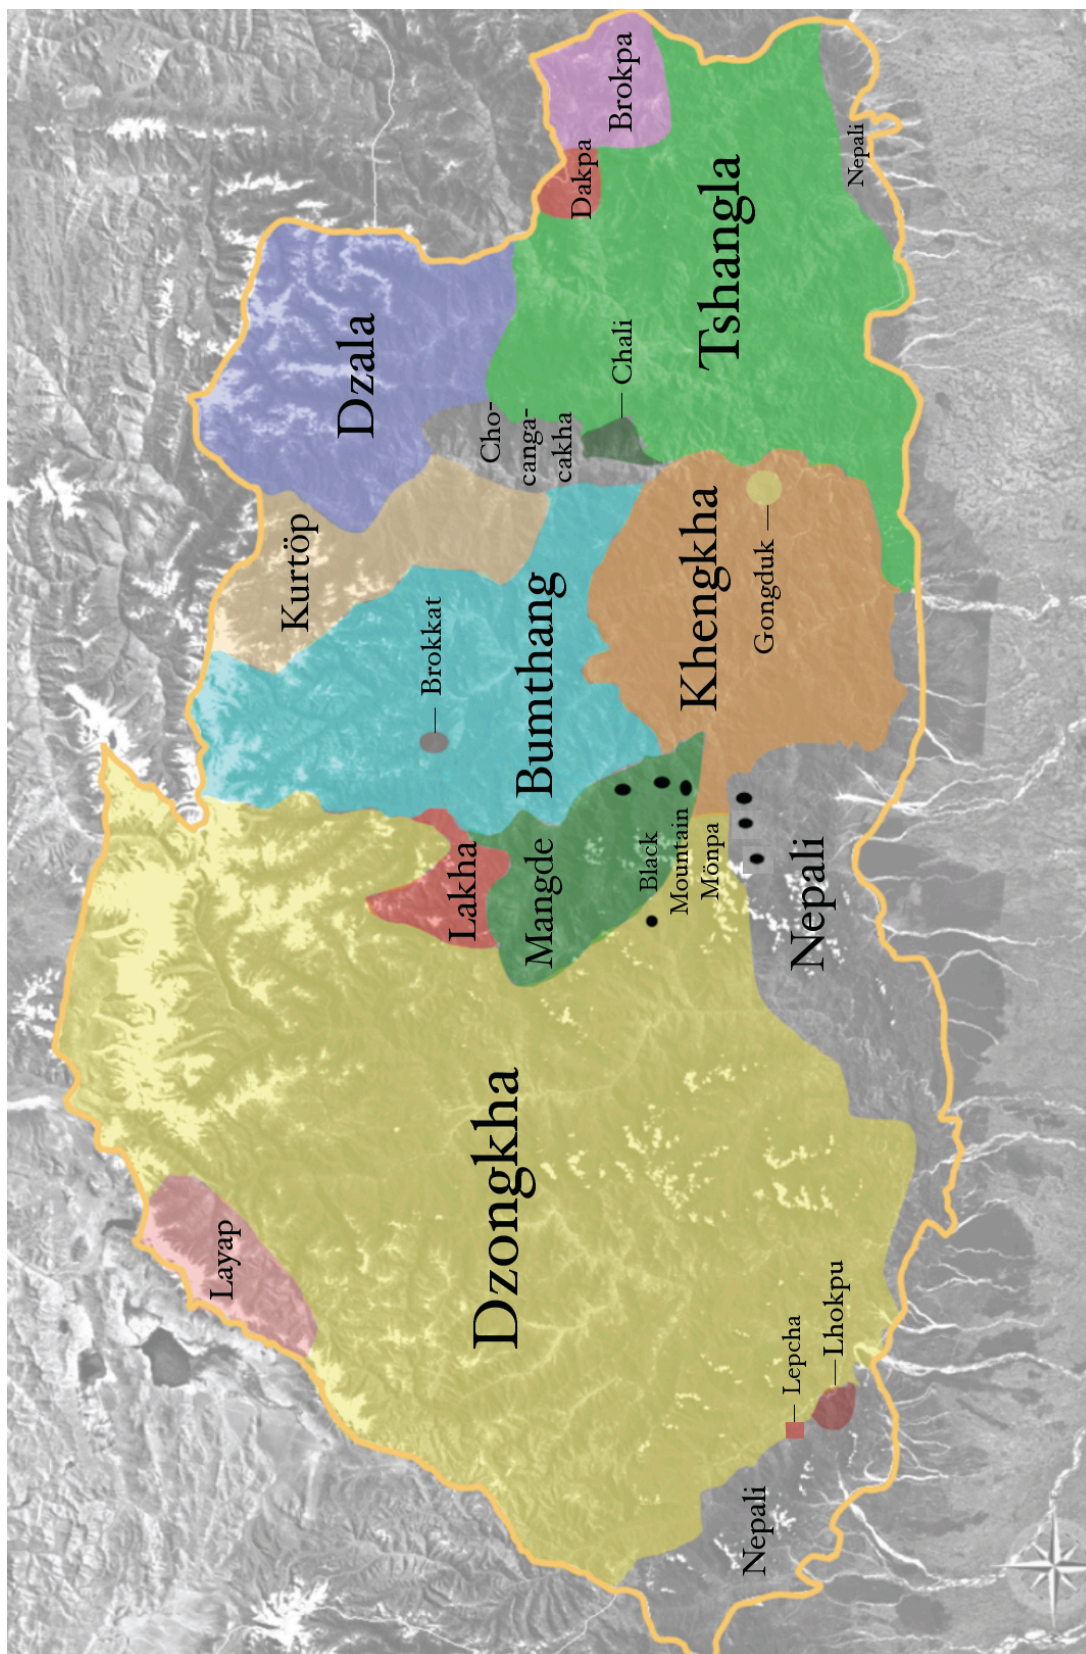 Layap
Dzongkha
Lepcha
Lhokpu
Nepali
Lakha
Mangde
Black
Mountain
Mönpa
Nepali
Brokkat
Bumthang
Kurtöp
Khengkha
Gongduk
Dzala
Cho-
canga-
cakha
Chali
Tshangla
Dakpa
Brokpa
Nepali